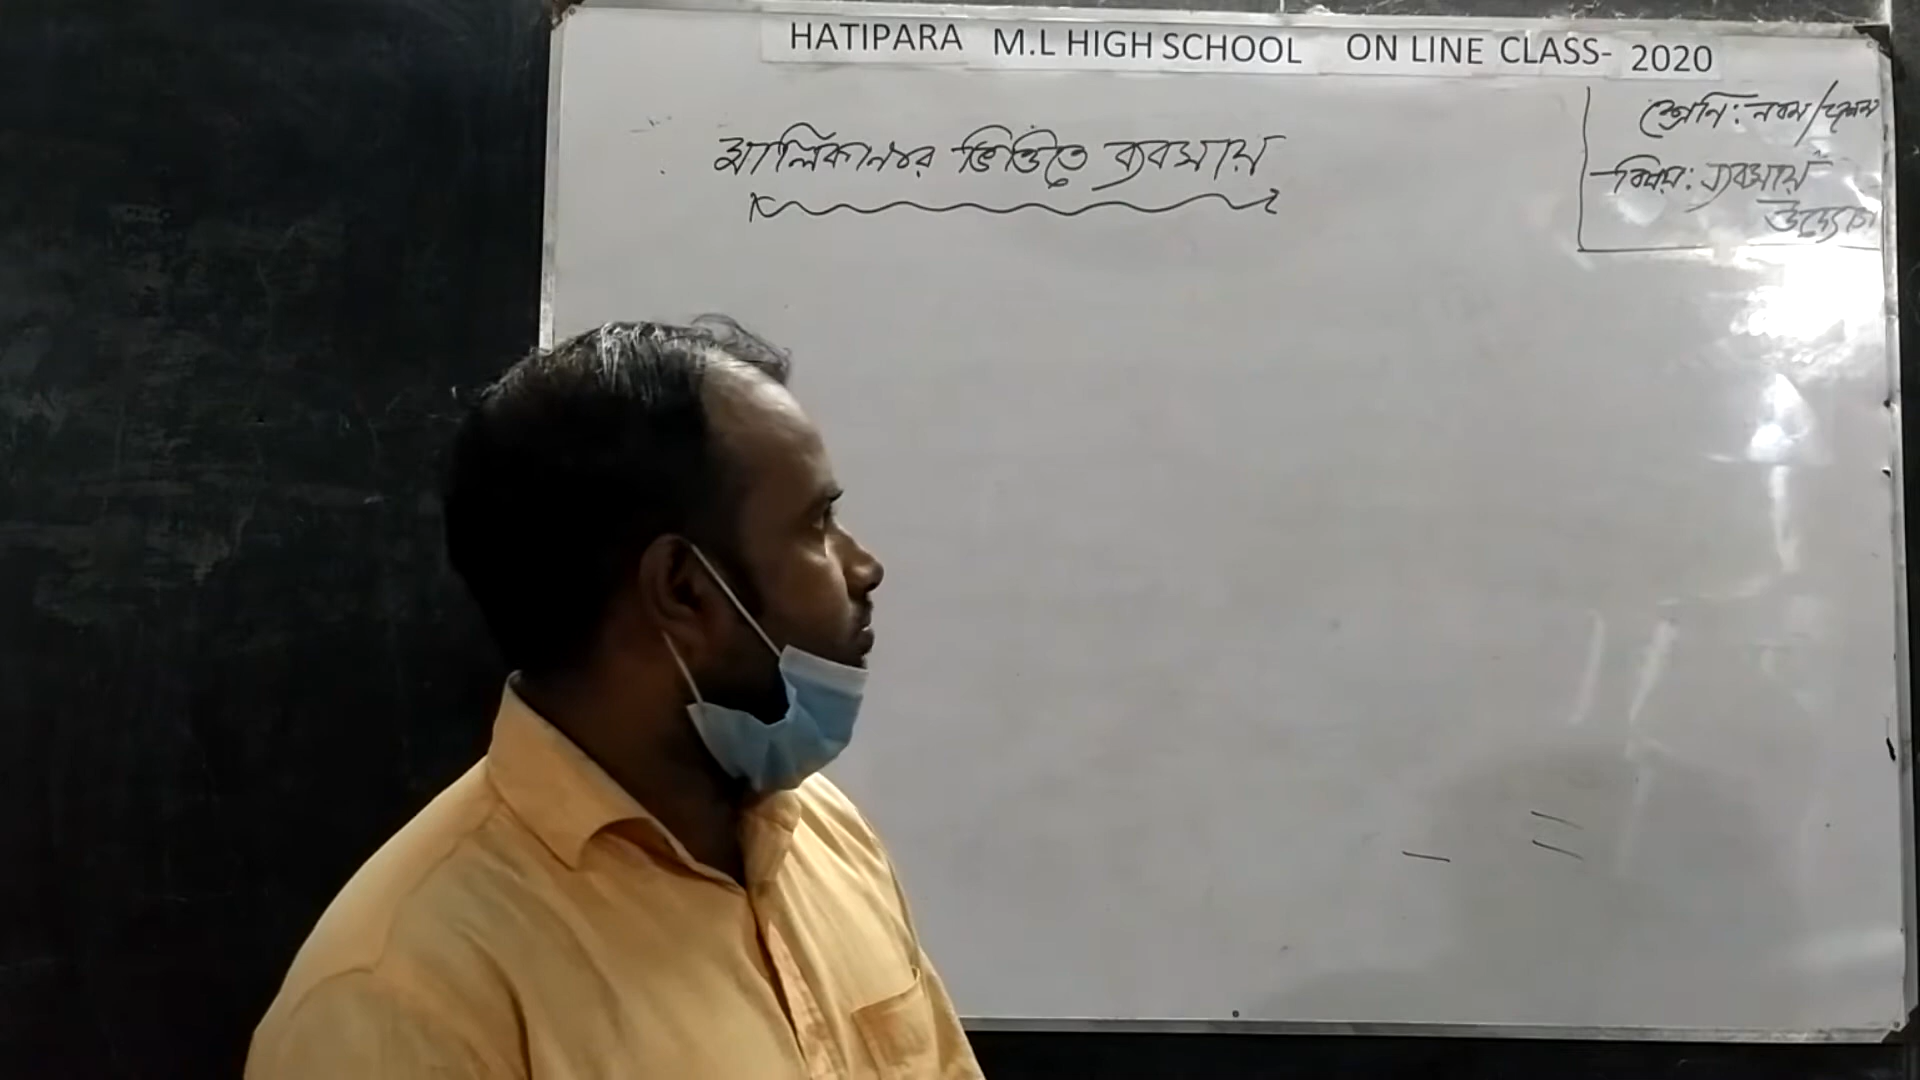 HATIPARA M.L HIGH SCHOOL ON LINE CLASS- 2020
মালিকানার ভিত্তিতে ব্যবসায়
শ্রেনি: নবম/দশম
বিষয়: ব্যবসায়
উদ্যোগ